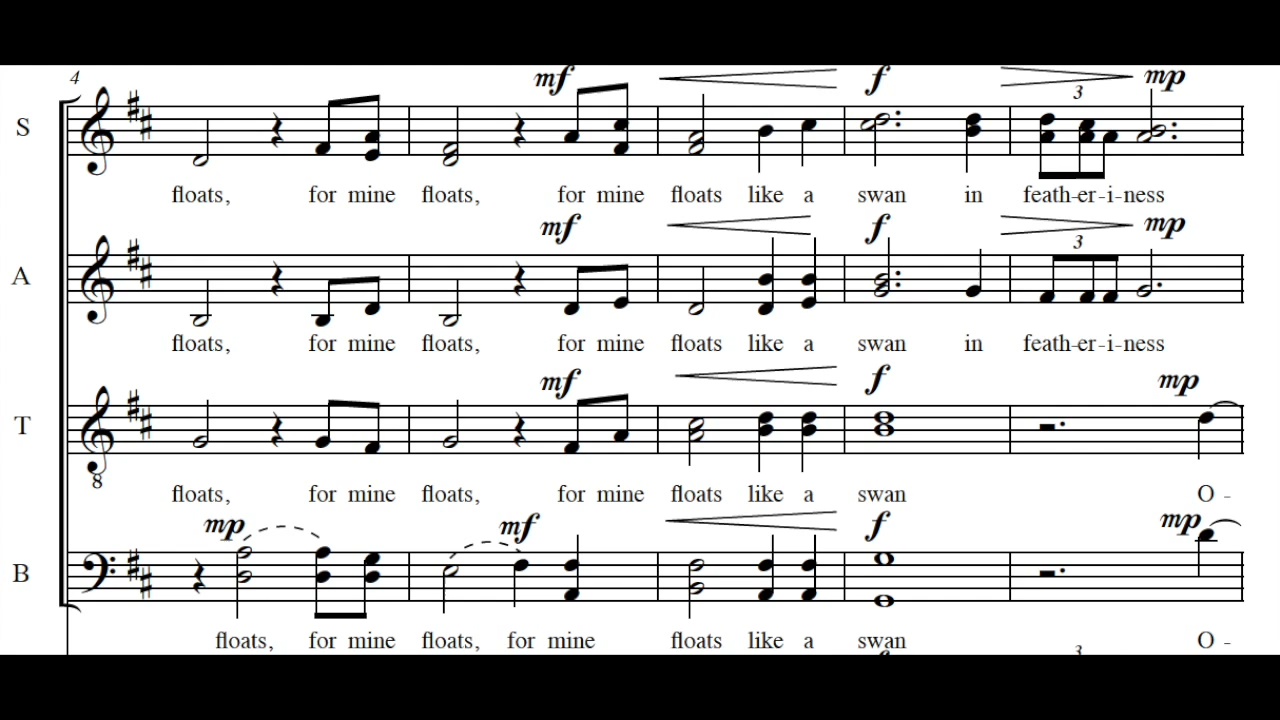 4
mf f mp
3
S
floats, for mine floats, for mine floats like a swan in feath-er-i-ness
mf f mp
3
A
floats, for mine floats, for mine floats like a swan in feath-er-i-ness
mf f mp
T
8
floats, for mine floats, for mine floats like a swan O -
mp mf f mp
B
floats, for mine floats, for mine floats like a swan O -
3